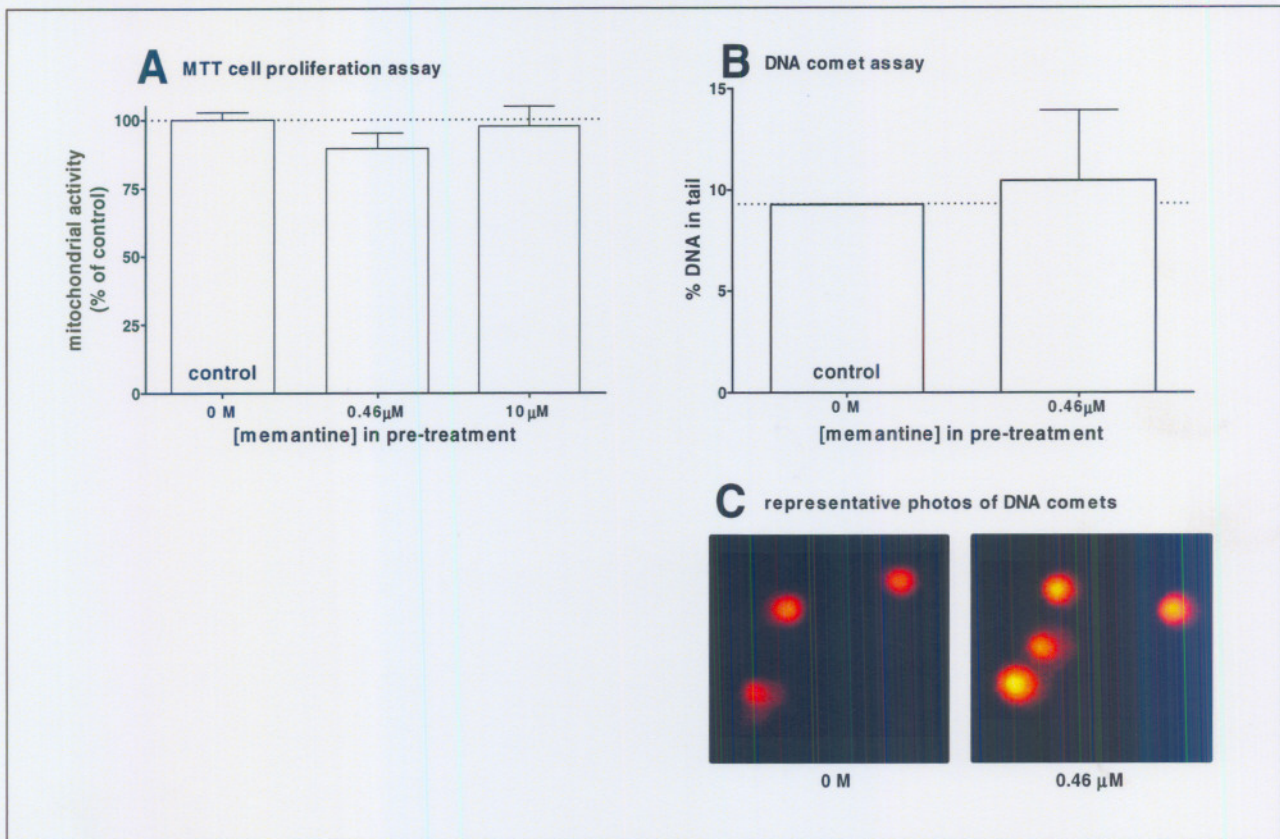 A MTT cell proliferation assay
100
75
50
25
0
mitochondrial activity
(% of control)
control
0 M 0.46µM 10µM
[memantine] in pre-treatment
B DNA comet assay
15
10
5
0
% DNA in tail
control
0 M 0.46µM
[memantine] in pre-treatment
C representative photos of DNA comets
0 M 0.46 µM